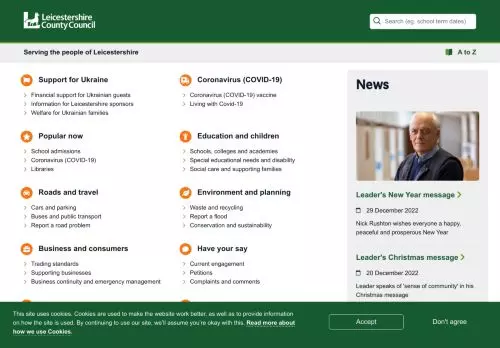 Leicestershire
County Council
Search (eg. school term dates)
Serving the people of Leicestershire
A to Z
Support for Ukraine
Financial support for Ukrainian guests
Information for Leicestershire sponsors
Welfare for Ukrainian families
Coronavirus (COVID-19)
Coronavirus (COVID-19) vaccine
Living with Covid-19
Popular now
School admissions
Coronavirus (COVID-19)
Libraries
Education and children
Schools, colleges and academies
Special educational needs and disability
Social care and supporting families
Roads and travel
Cars and parking
Buses and public transport
Report a road problem
Environment and planning
Waste and recycling
Report a flood
Conservation and sustainability
Business and consumers
Trading standards
Supporting businesses
Business continuity and emergency management
Have your say
Current engagement
Petitions
Complaints and comments
News
Leader's New Year message
29 December 2022
Nick Rushton wishes everyone a happy,
peaceful and prosperous New Year
Leader's Christmas message
20 December 2022
Leader speaks of 'sense of community' in his
Christmas message
This site uses cookies. Cookies are used to make the website work better, as well as to provide information
on how the site is used. By continuing to use our site, we'll assume you're okay with this. Read more about
how we use Cookies.
Accept
Don't agree